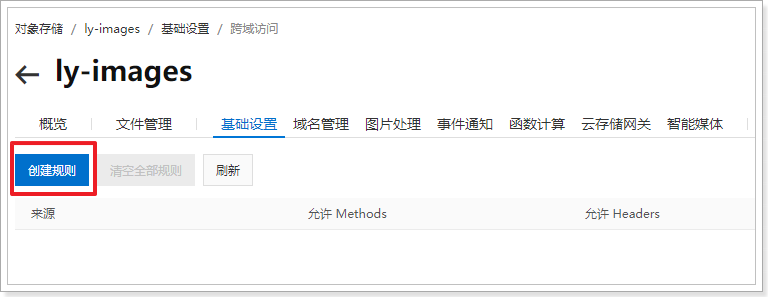 对象存储 / ly-images / 基础设置 / 跨域访问
← ly-images
概览 文件管理 基础设置 域名管理 图片处理 事件通知 函数计算 云存储网关 智能媒体
创建规则 清空全部规则 刷新
来源 允许 Methods 允许 Headers